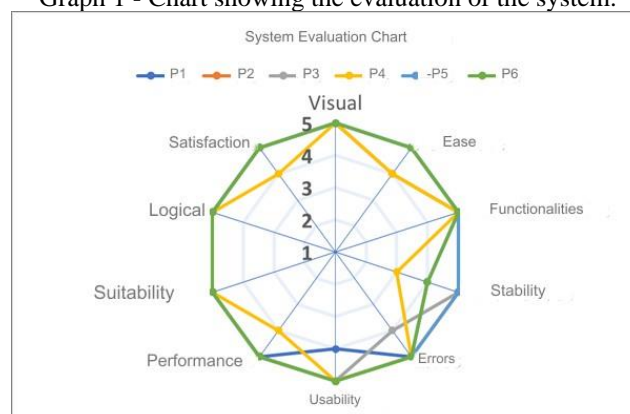 Graph 1 - Chart showing the evaluation of the system.
System Evaluation Chart
P1 P2 P3 P4 -P5 P6
Visual
5
Satisfaction Ease
4
3
Logical Functionalities
2
1
Suitability Stability
Performance Errors
Usability